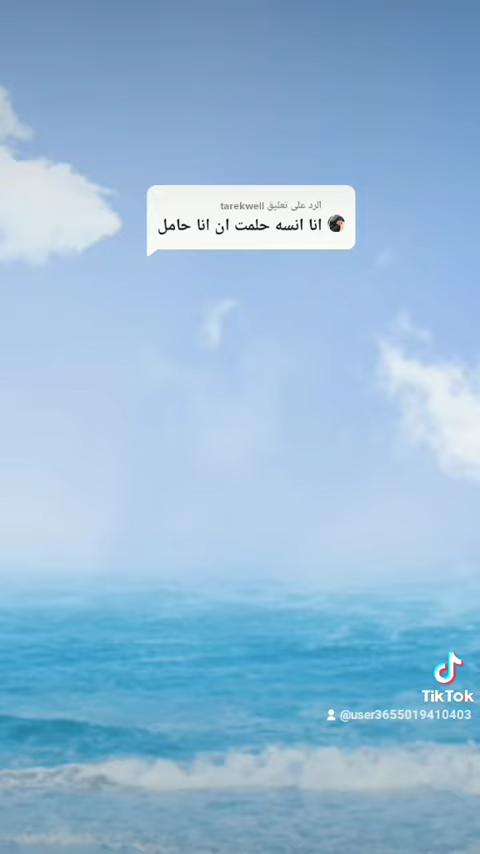 الرد على تعليق tarekwell
انا انسه حلمت ان انا حامل
TikTok
@user3655019410403